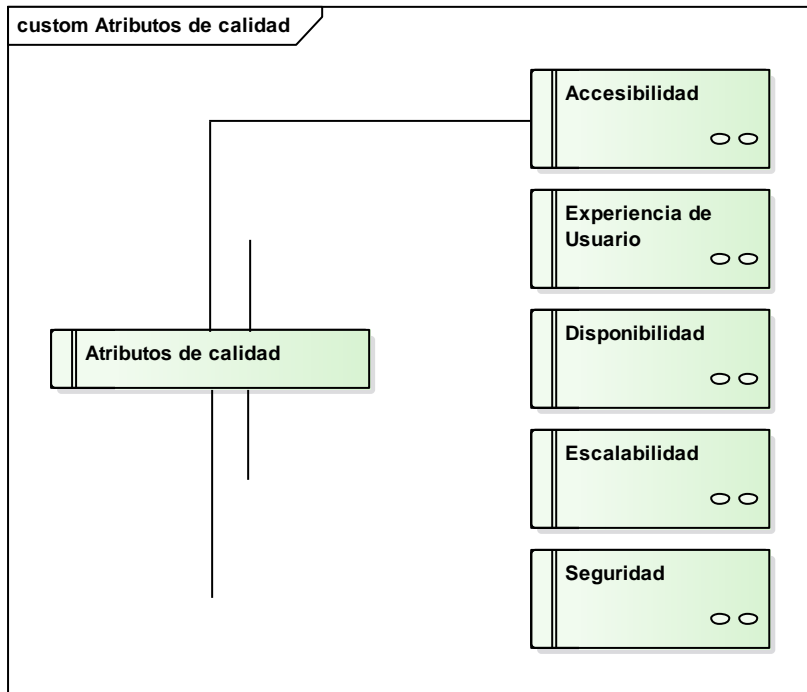 custom Atributos de calidad
Accesibilidad
Experiencia de
Usuario
Atributos de calidad
Disponibilidad
Escalabilidad
Seguridad